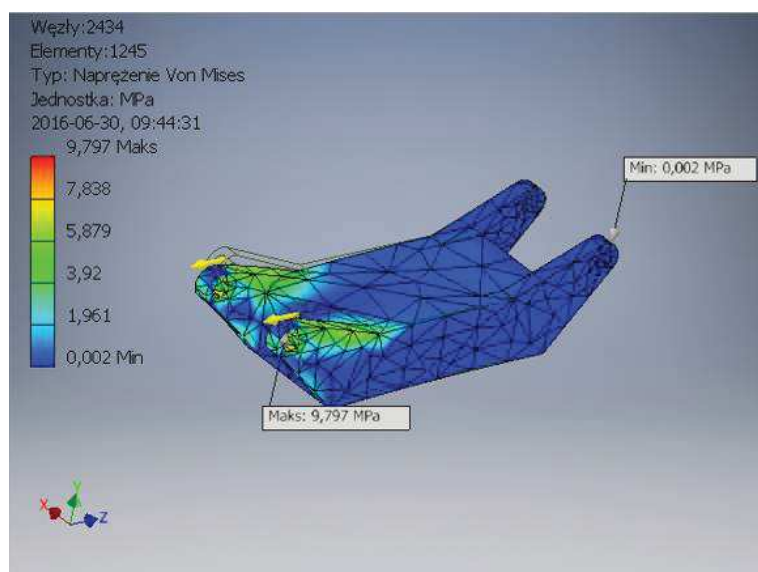 Węzły:2434
Elementy:1245
Typ: Naprężenie Von Mises
Jednostka: MPa
2016-06-30, 09:44:31
9,797 Maks
7,838
5,879
3,92
1,961
0,002 Min
Min: 0,002 MPa
Maks: 9,797 MPa
Y
X
Z